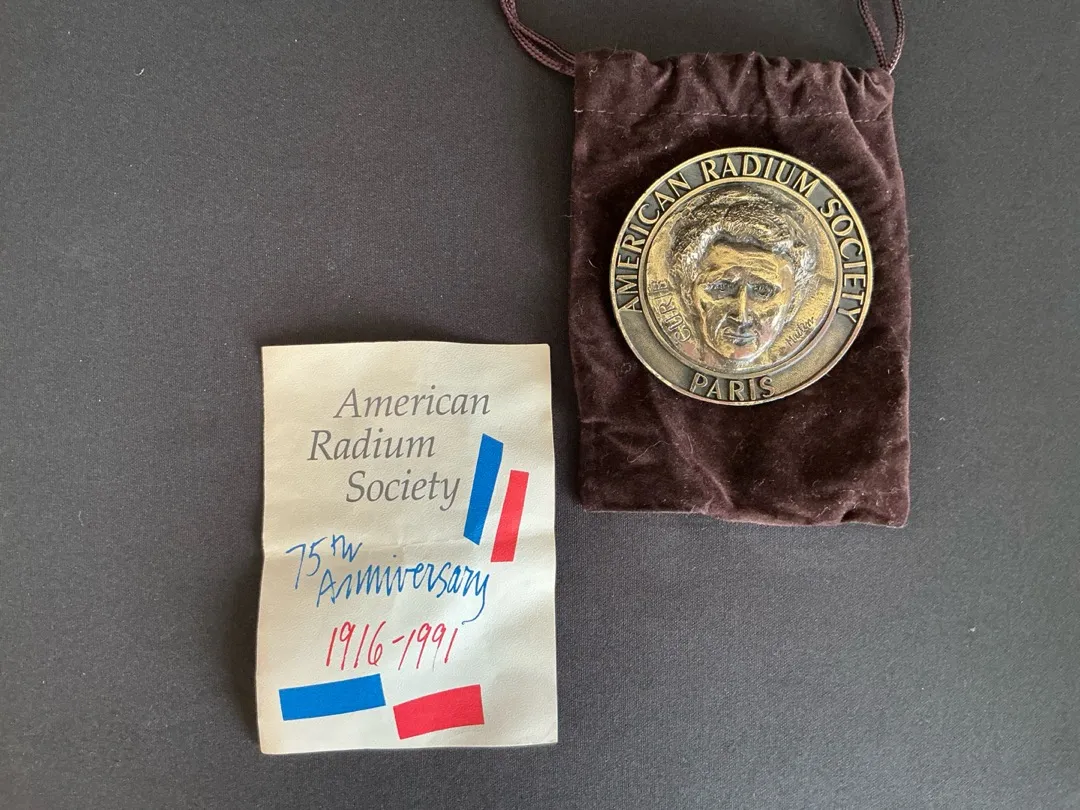 American
Radium
Society
75th
Anniversary
1916-1991
AMERICAN RADIUM SOCIETY
CURIE
PARIS